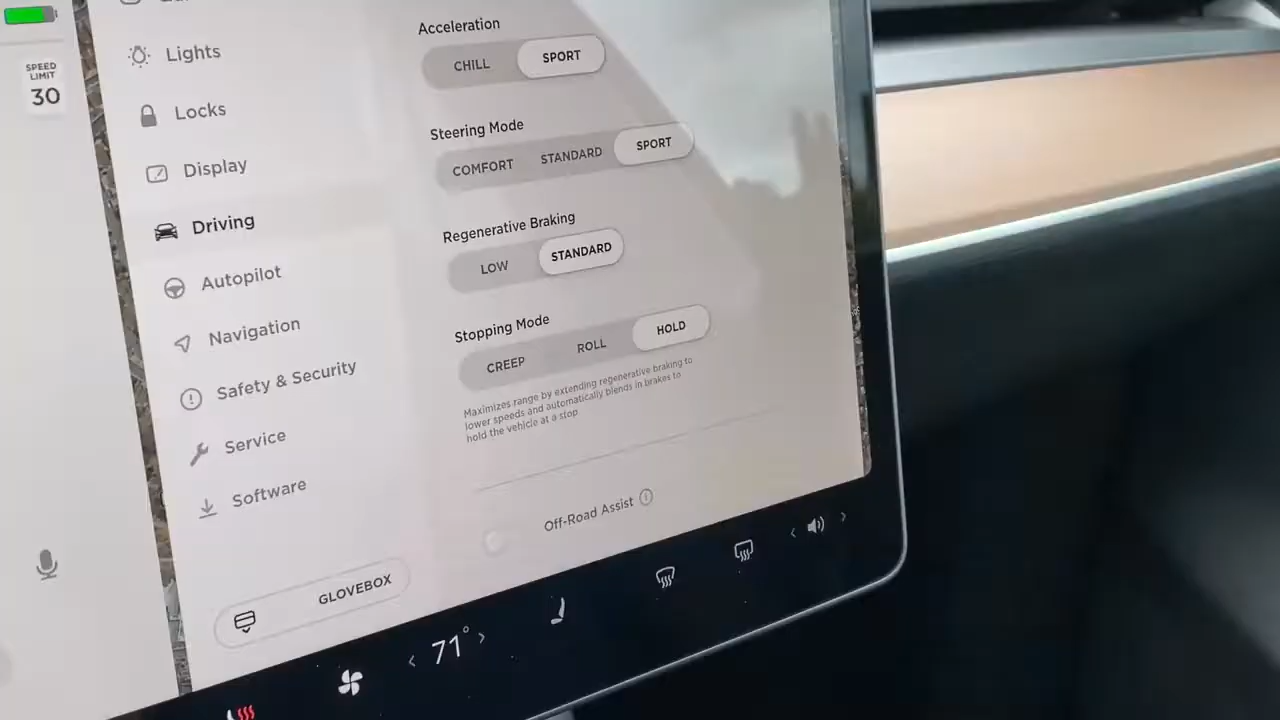 SPEED
LIMIT
30
Lights
Locks
Display
Driving
Autopilot
Navigation
Safety & Security
Service
Software
GLOVEBOX
Acceleration
CHILL SPORT
Steering Mode
COMFORT STANDARD SPORT
Regenerative Braking
LOW STANDARD
Stopping Mode
CREEP ROLL HOLD
Maximizes range by extending regenerative braking to
lower speeds and automatically blends in brakes to
hold the vehicle at a stop
Off-Road Assist
71°